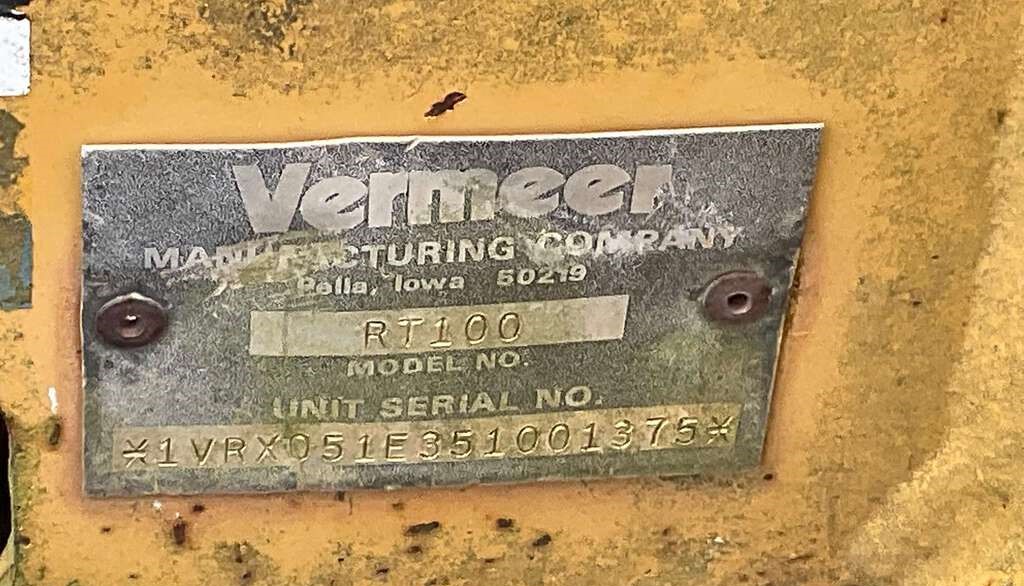 Vermeer
MANUFACTURING COMPANY
Pella, Iowa 50219
RT100
MODEL NO.
UNIT SERIAL NO.
*1VRX051E351001375*